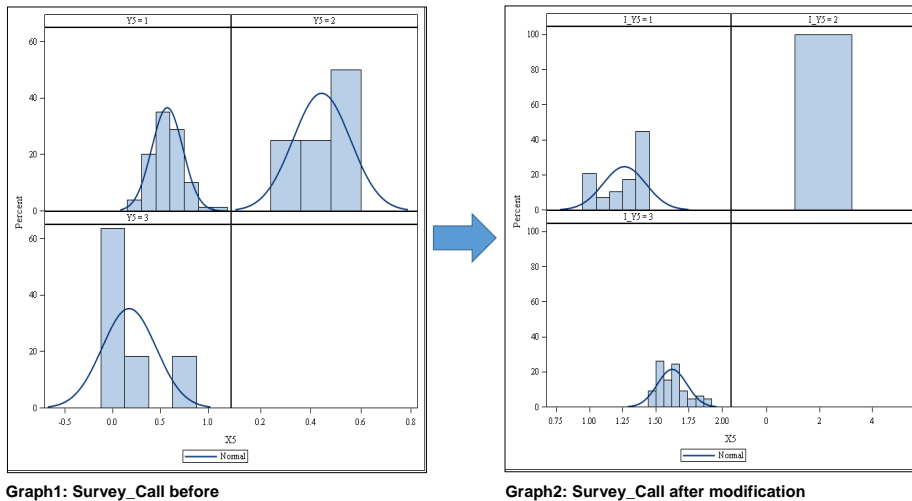 Y5 = 1
Y5 = 2
60
40
20
0
Y5 = 3
60
40
20
0
Percent
-0.5
0.0
0.5
1.0
0.2
0.4
0.6
0.8
X5
Normal
I_Y5 = 1
I_Y5 = 2
100
80
60
40
20
0
I_Y5 = 3
100
80
60
40
20
0
Percent
0.75
1.00
1.25
1.50
1.75
2.00
0
2
4
X5
Normal
Graph1: Survey_Call before
Graph2: Survey_Call after modification